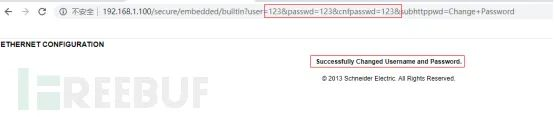 不安全 | 192.168.1.100/secure/embedded/builtin?user=123&passwd=123&cnfpasswd=123&subhttppwd=Change+Password
ETHERNET CONFIGURATION
Successfully Changed Username and Password.
© 2013 Schneider Electric. All Rights Reserved.
FREEBUF